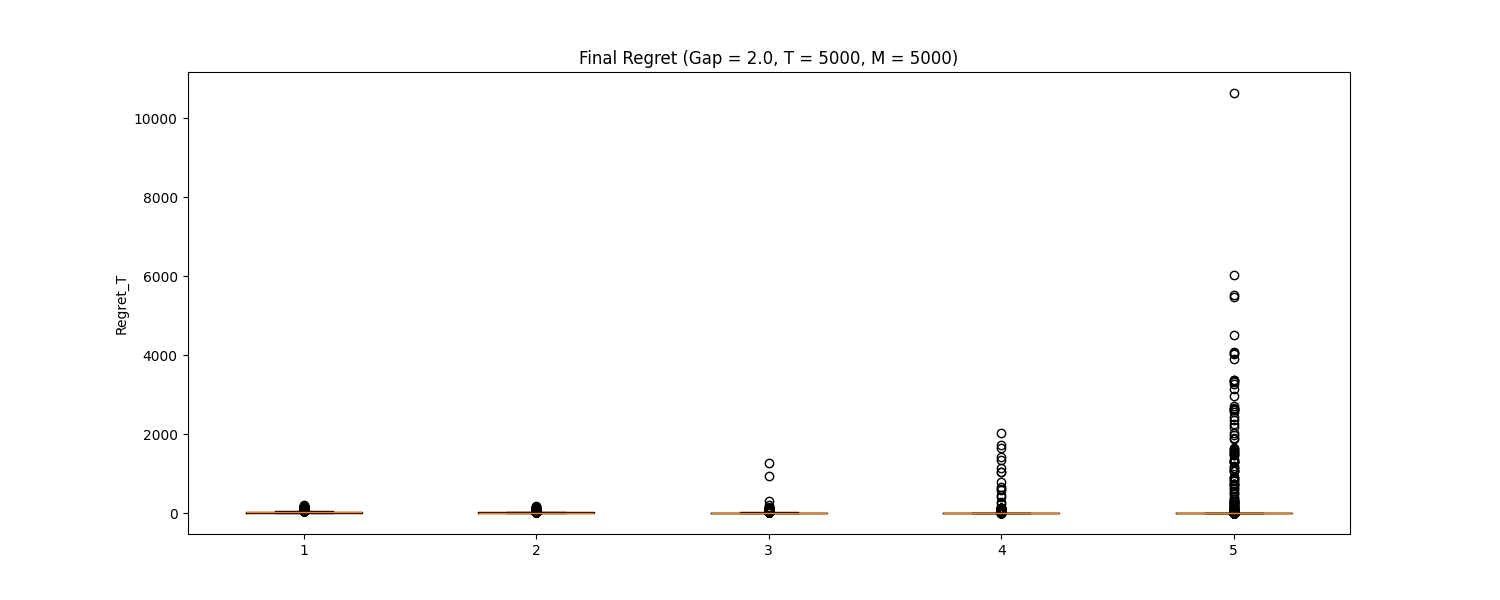 Final Regret (Gap = 2.0, T = 5000, M = 5000)
Regret_T
10000
8000
6000
4000
2000
0
1 2 3 4 5